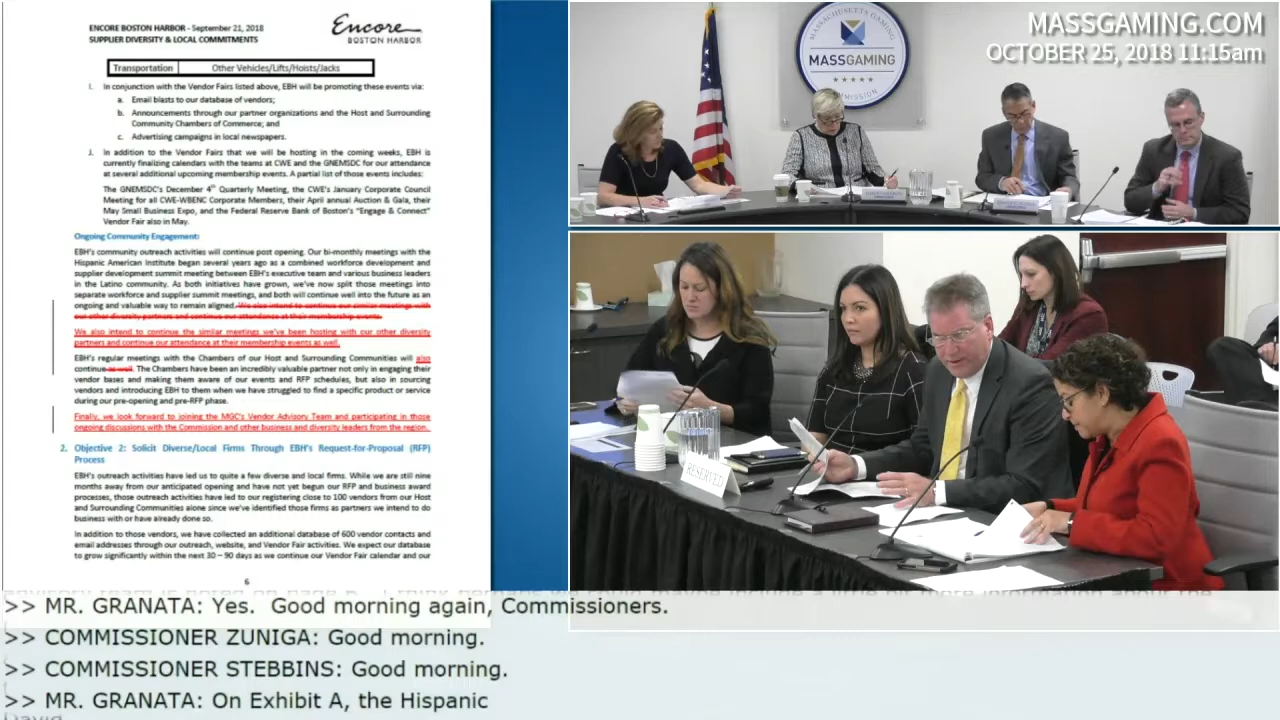 ENCORE BOSTON HARBOR - September 21, 2018
SUPPLIER DIVERSITY & LOCAL COMMITMENTS
Encore
BOSTON HARBOR
Transportation Other Vehicles/Lifts/Hoists/Jacks
I. In conjunction with the Vendor Fairs listed above, EBH will be promoting these events via:
a. Email blasts to our database of vendors;
b. Announcements through our partner organizations and the Host and Surrounding
Community Chambers of Commerce; and
c. Advertising campaigns in local newspapers.
J. In addition to the Vendor Fairs that we will be hosting in the coming weeks, EBH is
currently finalizing calendars with the teams at CWE and the GNEMSDC for our attendance
at several additional upcoming membership events. A partial list of those events includes:
The GNEMSDC's December 4th Quarterly Meeting, the CWE's January Corporate Council
Meeting for all CWE-WBENC Corporate Members, their April annual Auction & Gala, their
May Small Business Expo, and the Federal Reserve Bank of Boston's "Engage & Connect"
Vendor Fair also in May.
Ongoing Community Engagement:
EBH's community outreach activities will continue post opening. Our bi-monthly meetings with the
Hispanic American Institute began several years ago as a combined workforce development and
supplier development summit meeting between EBH's executive team and various business leaders
in the Latino community. As both initiatives have grown, we've now split those meetings into
separate workforce and supplier summit meetings, and both will continue well into the future as an
ongoing and valuable way to remain aligned. We also intend to continue our similar meetings with
our other diversity partners and continue our attendance at their membership events.
We also intend to continue the similar meetings we've been hosting with our other diversity
partners and continue our attendance at their membership events as well.
EBH's regular meetings with the Chambers of our Host and Surrounding Communities will also
continue as well. The Chambers have been an incredibly valuable partner not only in engaging their
vendor bases and making them aware of our events and RFP schedules, but also in sourcing
vendors and introducing EBH to them when we have struggled to find a specific product or service
during our pre-opening and pre-RFP phase.
Finally, we look forward to joining the MGC's Vendor Advisory Team and participating in those
ongoing discussions with the Commission and other business and diversity leaders from the region.
2. Objective 2: Solicit Diverse/Local Firms Through EBH's Request-for-Proposal (RFP)
Process
EBH's outreach activities have led us to quite a few diverse and local firms. While we are still nine
months away from our anticipated opening and have not yet begun our RFP and business award
processes, those outreach activities have led to our registering close to 100 vendors from our Host
and Surrounding Communities alone since we've identified those firms as partners we intend to do
business with or have already done so.
In addition to those vendors, we have collected an additional database of 600 vendor contacts and
email addresses through our outreach, website, and Vendor Fair activities. We expect our database
to grow significantly within the next 30 – 90 days as we continue our Vendor Fair calendar and our
6
MASSACHUSETTS GAMING
MASSGAMING
COMMISSION
MASSGAMING.COM
OCTOBER 25, 2018 11:15am
RESERVED
>> MR. GRANATA: Yes. Good morning again, Commissioners.
>> COMMISSIONER ZUNIGA: Good morning.
>> COMMISSIONER STEBBINS: Good morning.
>> MR. GRANATA: On Exhibit A, the Hispanic